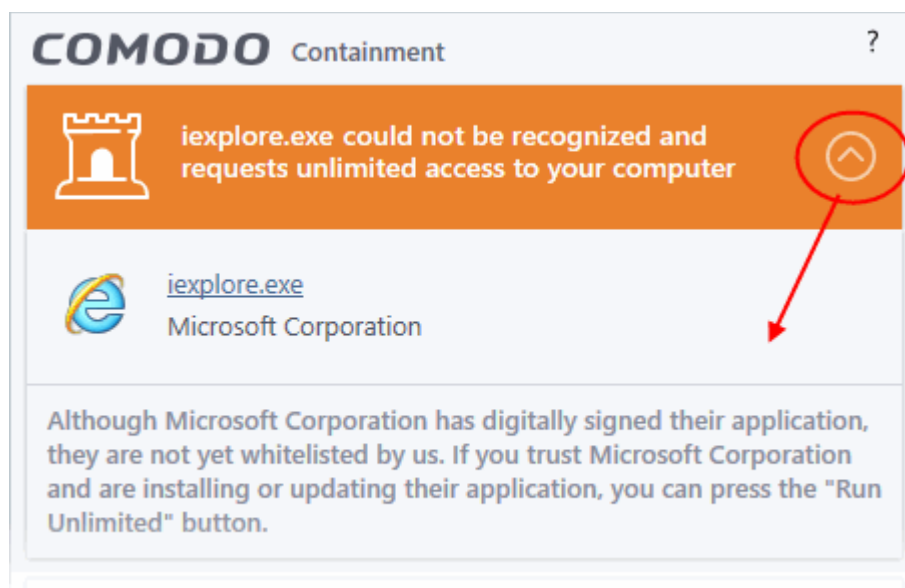 COMODO Containment ?
iexplore.exe could not be recognized and
requests unlimited access to your computer
iexplore.exe
Microsoft Corporation
Although Microsoft Corporation has digitally signed their application,
they are not yet whitelisted by us. If you trust Microsoft Corporation
and are installing or updating their application, you can press the "Run
Unlimited" button.